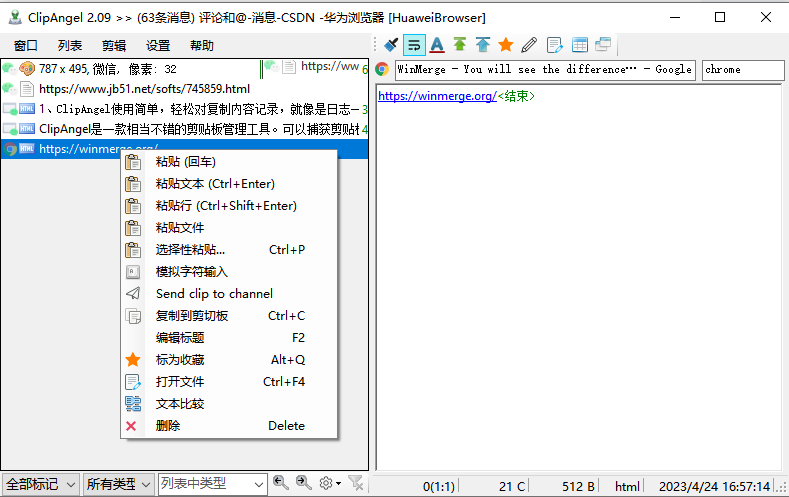 ClipAngel 2.09 >> (63条消息) 评论和@-消息-CSDN -华为浏览器 [HuaweiBrowser]
窗口 列表 剪辑 设置 帮助
787 x 495, 微信, 像素: 32
https://ww 6
https://www.jb51.net/softs/745859.html
1、ClipAngel使用简单，轻松对复制内容记录，就像是日志一 3
ClipAngel是一款相当不错的剪贴板管理工具。可以捕获剪贴板 4
https://winmerge.org/
粘贴 (回车)
粘贴文本 (Ctrl+Enter)
粘贴行 (Ctrl+Shift+Enter)
粘贴文件
选择性粘贴... Ctrl+P
模拟字符输入
Send clip to channel
复制到剪切板 Ctrl+C
编辑标题 F2
标为收藏 Alt+Q
打开文件 Ctrl+F4
文本比较
删除 Delete
全部标记 所有类型 列表中类型
WinMerge - You will see the difference… - Google
chrome
https://winmerge.org/<结束>
0(1:1) 21 C 512 B html 2023/4/24 16:57:14